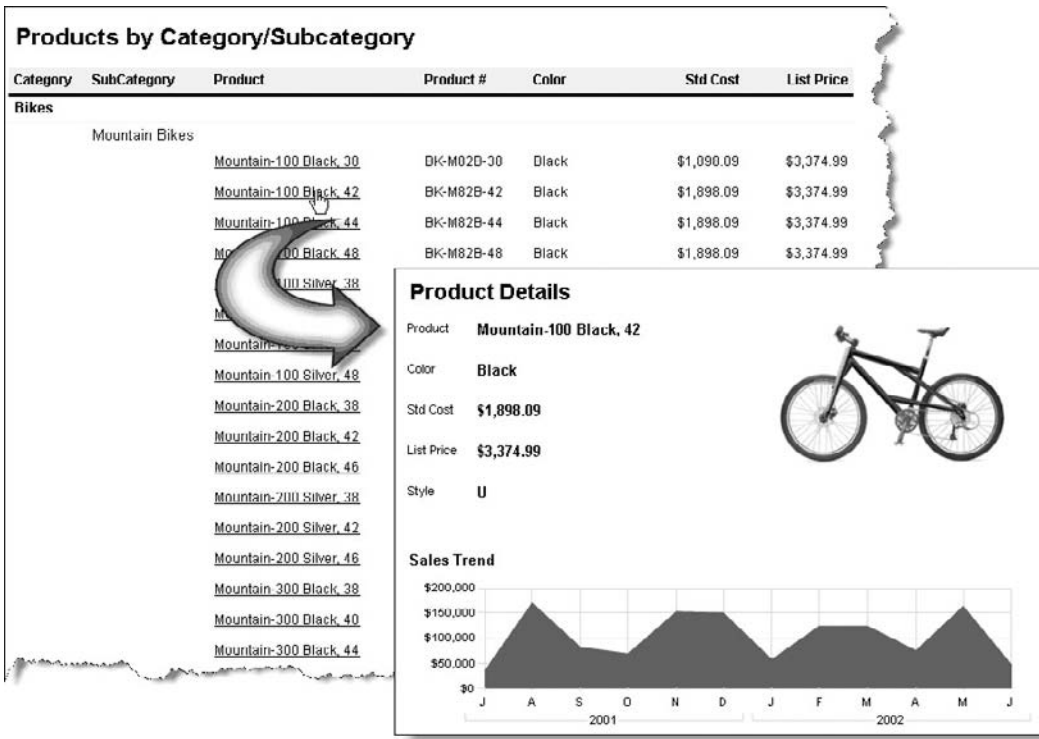 Products by Category/Subcategory
Category SubCategory Product Product # Color Std Cost List Price
Bikes
Mountain Bikes
Mountain-100 Black, 30 BK-M02B-30 Black $1,090.09 $3,374.99
Mountain-100 Black, 42 BK-M82B-42 Black $1,898.09 $3,374.99
Mountain-100 Black, 44 BK-M82B-44 Black $1,898.09 $3,374.99
Black, 48 BK-M82B-48 Black $1,898.09 $3,374.99
Silver, 38
Mountain-100 Silver, 48
Mountain-200 Black, 38
Mountain-200 Black, 42
Mountain-200 Black, 46
Mountain-200 Silver, 38
Mountain-200 Silver, 42
Mountain-200 Silver, 46
Mountain-300 Black, 38
Mountain-300 Black, 40
Mountain-300 Black, 44
Product Details
Product Mountain-100 Black, 42
Color Black
Std Cost $1,898.09
List Price $3,374.99
Style U
Sales Trend
$200,000
$150,000
$100,000
$50,000
$0
J A S O N D J F M A M J
2001 2002